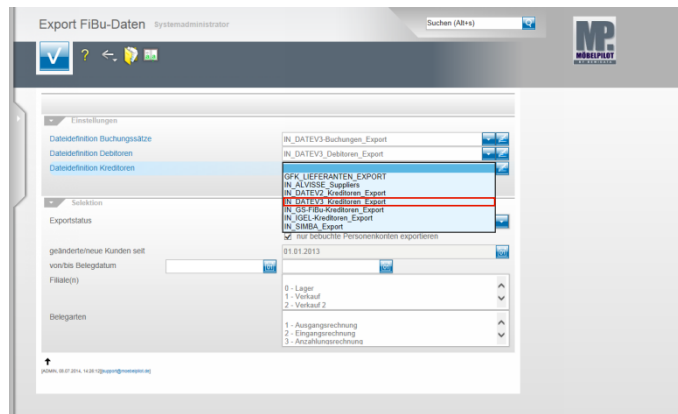 Export FiBu-Daten Systemadministrator
Suchen (Alt+s)
MP
MÖBELPILOT
Einstellungen
Dateidefinition Buchungssätze IN_DATEV3-Buchungen_Export
Dateidefinition Debitoren IN_DATEV3_Debitoren_Export
Dateidefinition Kreditoren
GFK_LIEFERANTEN_EXPORT
IN_ALVISSE_Suppliers
IN_DATEV2_Kreditoren_Export
IN_DATEV3_Kreditoren_Export
IN_GS-FiBu-Kreditoren_Export
IN_IGEL-Kreditoren_Export
IN_SIMBA_Export
Selektion
Exportstatus
nur bebuchte Personenkonten exportieren
geänderte/neue Kunden seit 01.01.2013
von/bis Belegdatum
Filiale(n)
0 - Lager
1 - Verkauf
2 - Verkauf 2
Belegarten
1 - Ausgangsrechnung
2 - Eingangsrechnung
3 - Anzahlungsrechnung